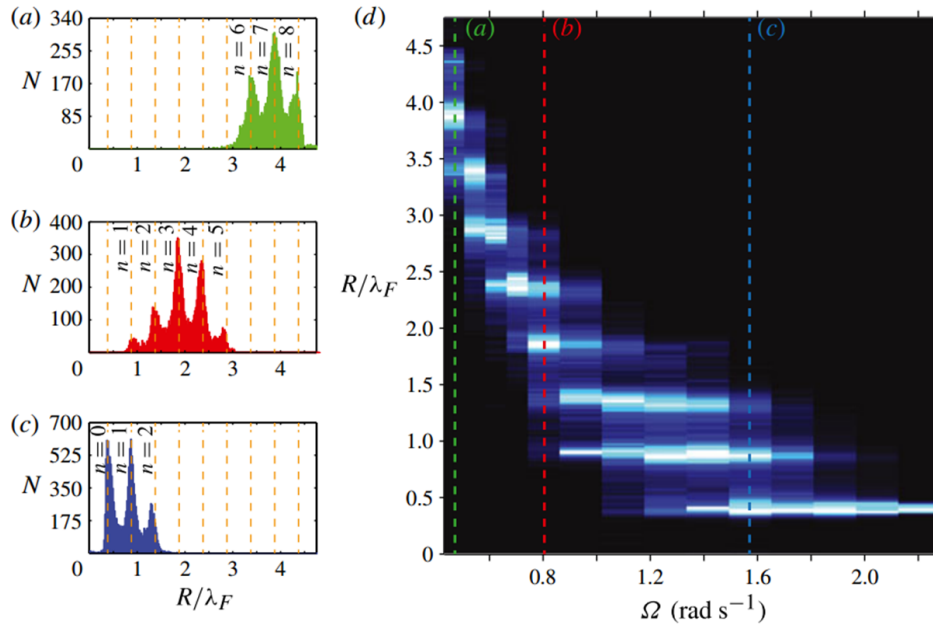 (a)
340
255
N
170
85
0
1
2
3
4
n = 6
n = 7
n = 8
(b)
400
300
N
200
100
0
1
2
3
4
n = 1
n = 2
n = 3
n = 4
n = 5
(c)
700
525
N
350
175
0
1
2
3
4
n = 0
n = 1
n = 2
R/λF
(d)
(a)
(b)
(c)
4.5
4.0
3.5
3.0
R/λF
2.5
2.0
1.5
1.0
0.5
0
0.8
1.2
1.6
2.0
Ω (rad s⁻¹)